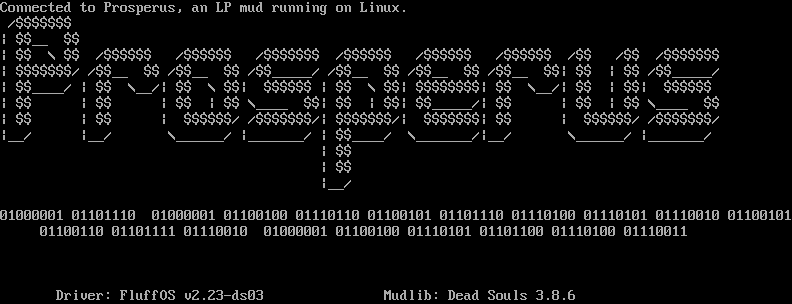 Connected to Prosperus, an LP mud running on Linux.
Prosperus
01000001 01101110  01000001 01100100 01110110 01100101 01101110 01110100 01110101 01110010 01100101
01100110 01101111 01110010  01000001 01100100 01110101 01101100 01110100 01110011
Driver: FluffOS v2.23-ds03 Mudlib: Dead Souls 3.8.6